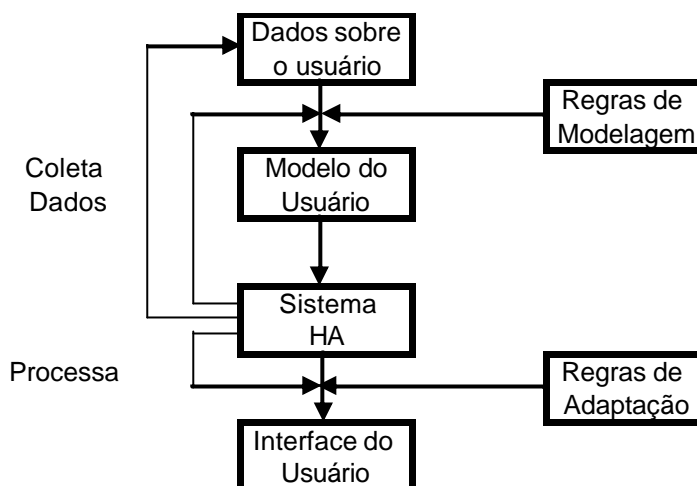 Dados sobre
o usuário
Regras de
Modelagem
Coleta
Dados
Modelo do
Usuário
Sistema
HA
Processa
Regras de
Adaptação
Interface do
Usuário